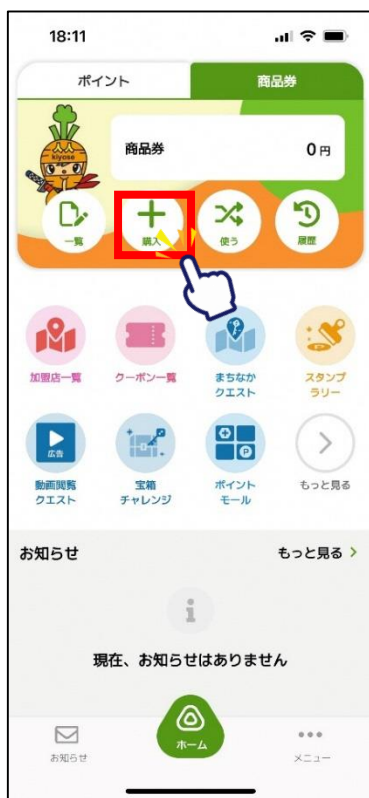 18:11
ポイント
商品券
kiyose
商品券
0 円
一覧
購入
使う
履歴
加盟店一覧
クーポン一覧
まちなか
クエスト
スタンプ
ラリー
広告
P
動画閲覧
クエスト
宝箱
チャレンジ
ポイント
モール
もっと見る
お知らせ
もっと見る
現在、お知らせはありません
お知らせ
ホーム
メニュー